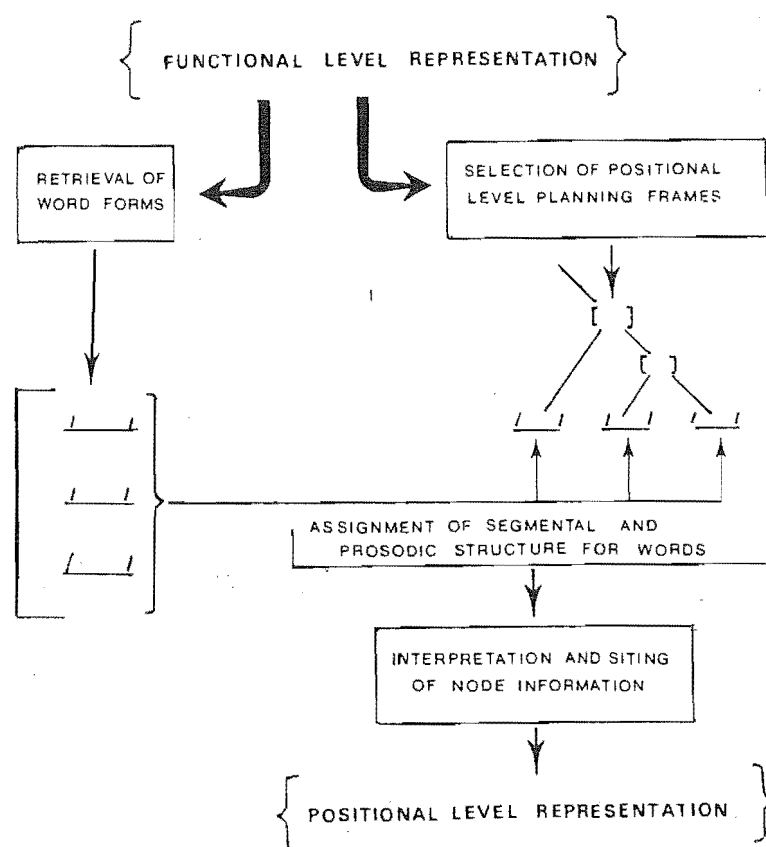 FUNCTIONAL LEVEL REPRESENTATION
RETRIEVAL OF
WORD FORMS
SELECTION OF POSITIONAL
LEVEL PLANNING FRAMES
ASSIGNMENT OF SEGMENTAL AND
PROSODIC STRUCTURE FOR WORDS
INTERPRETATION AND SITING
OF NODE INFORMATION
POSITIONAL LEVEL REPRESENTATION